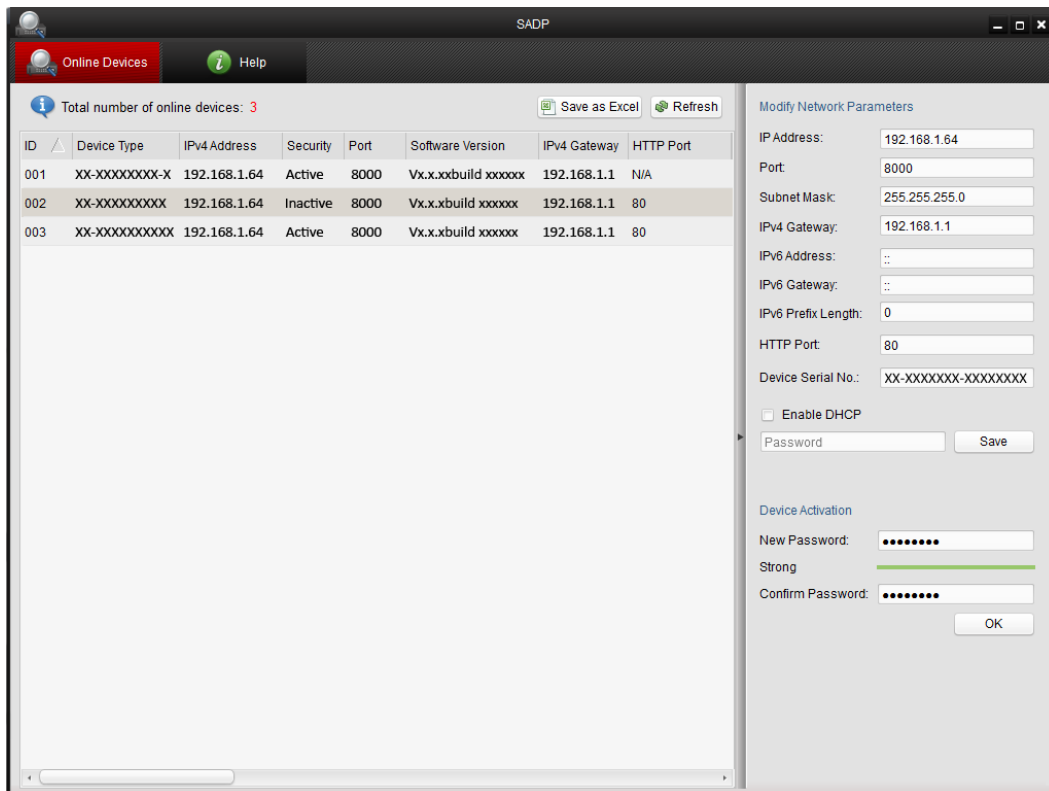 SADP
Online Devices Help
Total number of online devices: 3 Save as Excel Refresh
ID Device Type IPv4 Address Security Port Software Version IPv4 Gateway HTTP Port
001 XX-XXXXXXXX-X 192.168.1.64 Active 8000 Vx.x.xxbuild xxxxxx 192.168.1.1 N/A
002 XX-XXXXXXXXX 192.168.1.64 Inactive 8000 Vx.x.xbuild xxxxxx 192.168.1.1 80
003 XX-XXXXXXXXXX 192.168.1.64 Active 8000 Vx.x.xbuild xxxxxx 192.168.1.1 80
Modify Network Parameters
IP Address: 192.168.1.64
Port: 8000
Subnet Mask: 255.255.255.0
IPv4 Gateway: 192.168.1.1
IPv6 Address: ::
IPv6 Gateway: ::
IPv6 Prefix Length: 0
HTTP Port: 80
Device Serial No.: XX-XXXXXXX-XXXXXXXX
Enable DHCP
Password Save
Device Activation
New Password: ●●●●●●●●
Strong
Confirm Password: ●●●●●●●●
OK